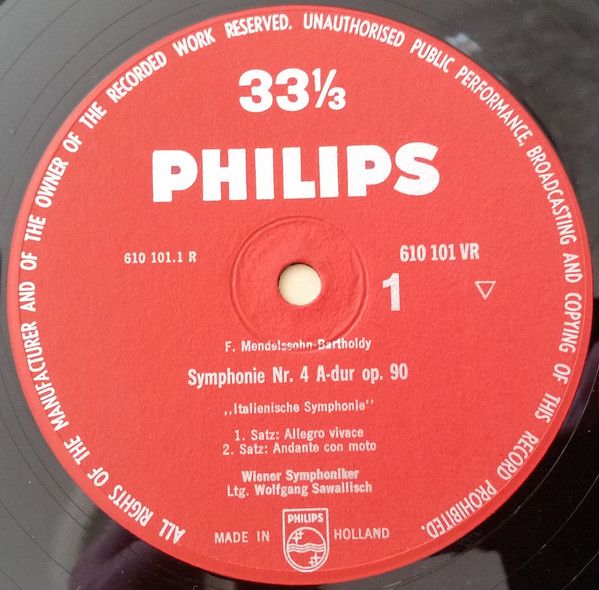 ALL RIGHTS OF THE MANUFACTURER AND OF THE OWNER OF THE RECORDED WORK RESERVED. UNAUTHORISED PUBLIC PERFORMANCE, BROADCASTING AND COPYING OF THIS RECORD PROHIBITED.
33⅓
PHILIPS
610 101.1 R
610 101 VR
1
F. Mendelssohn-Bartholdy
Symphonie Nr. 4 A-dur op. 90
„Italienische Symphonie"
1. Satz: Allegro vivace
2. Satz: Andante con moto
Wiener Symphoniker
Ltg. Wolfgang Sawallisch
MADE IN HOLLAND
PHILIPS